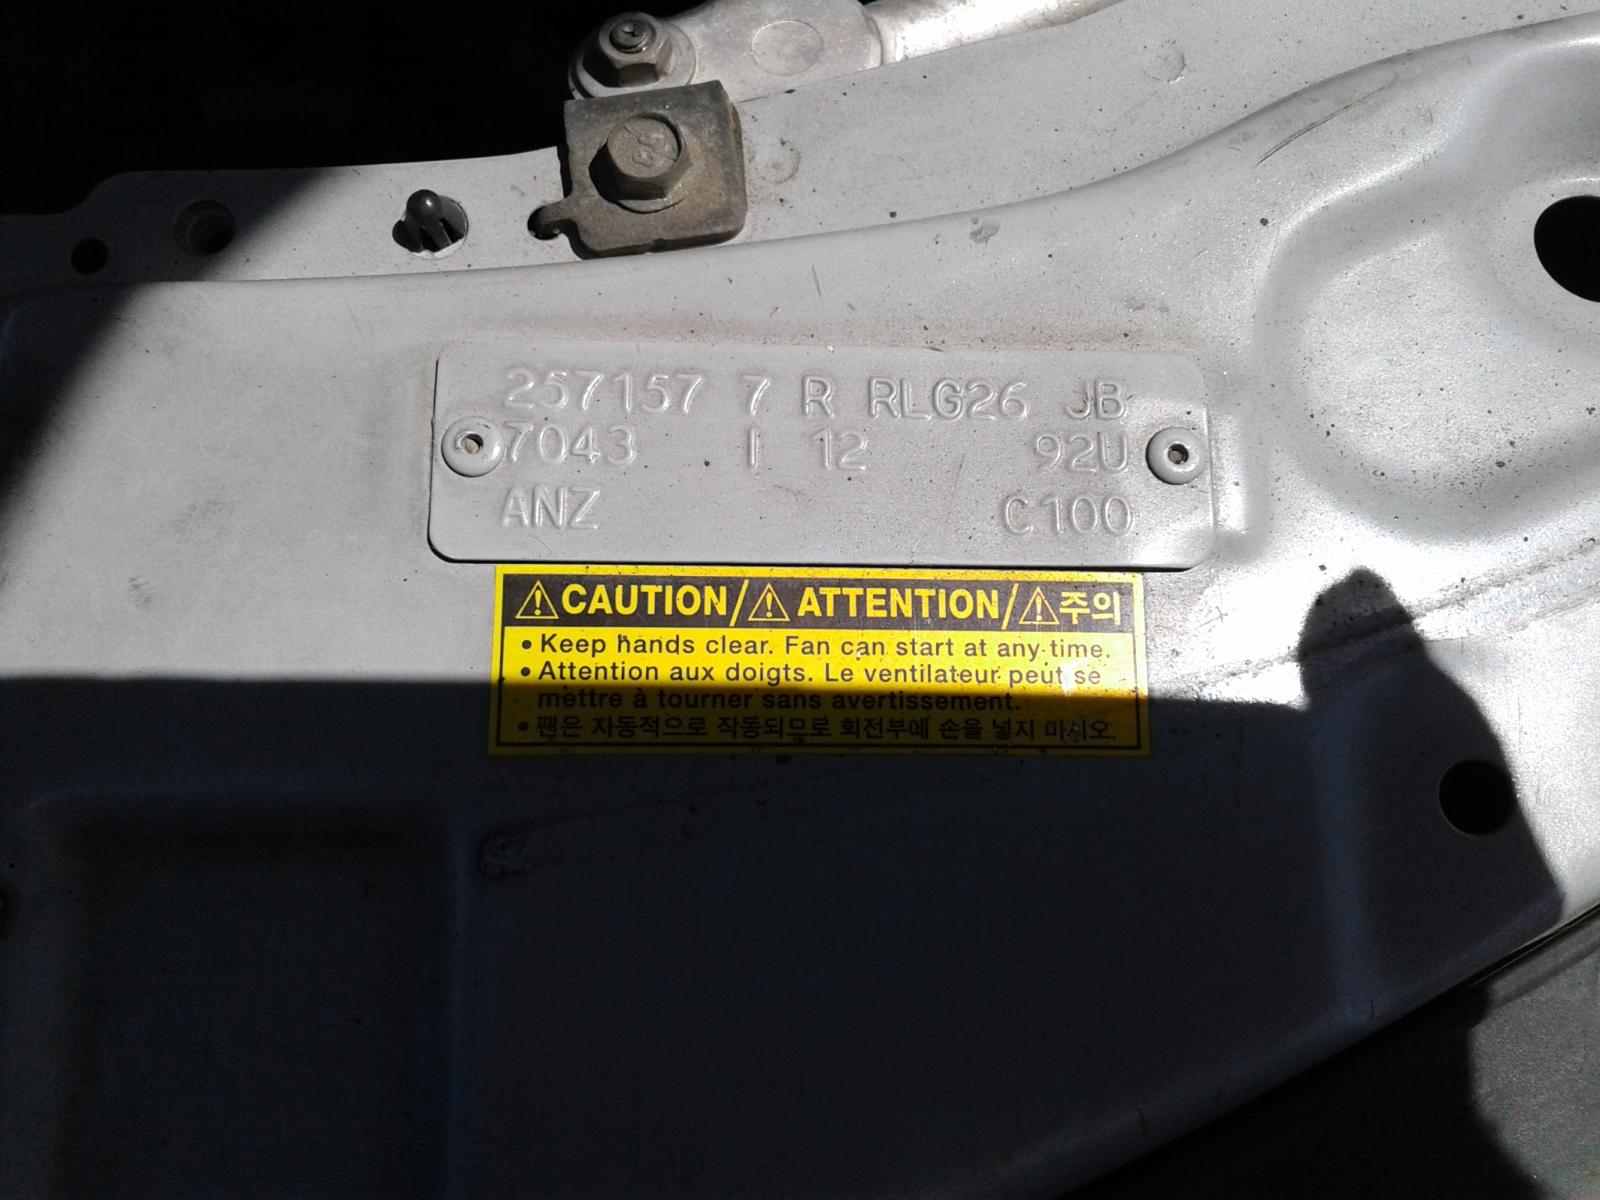 257157 7 R RLG26 JB
7043 I 12 92U
ANZ C100
CAUTION/ ATTENTION/ 주의
• Keep hands clear. Fan can start at any time.
• Attention aux doigts. Le ventilateur peut se
mettre à tourner sans avertissement.
• 팬은 자동적으로 작동되므로 회전부에 손을 넣지 마시오.